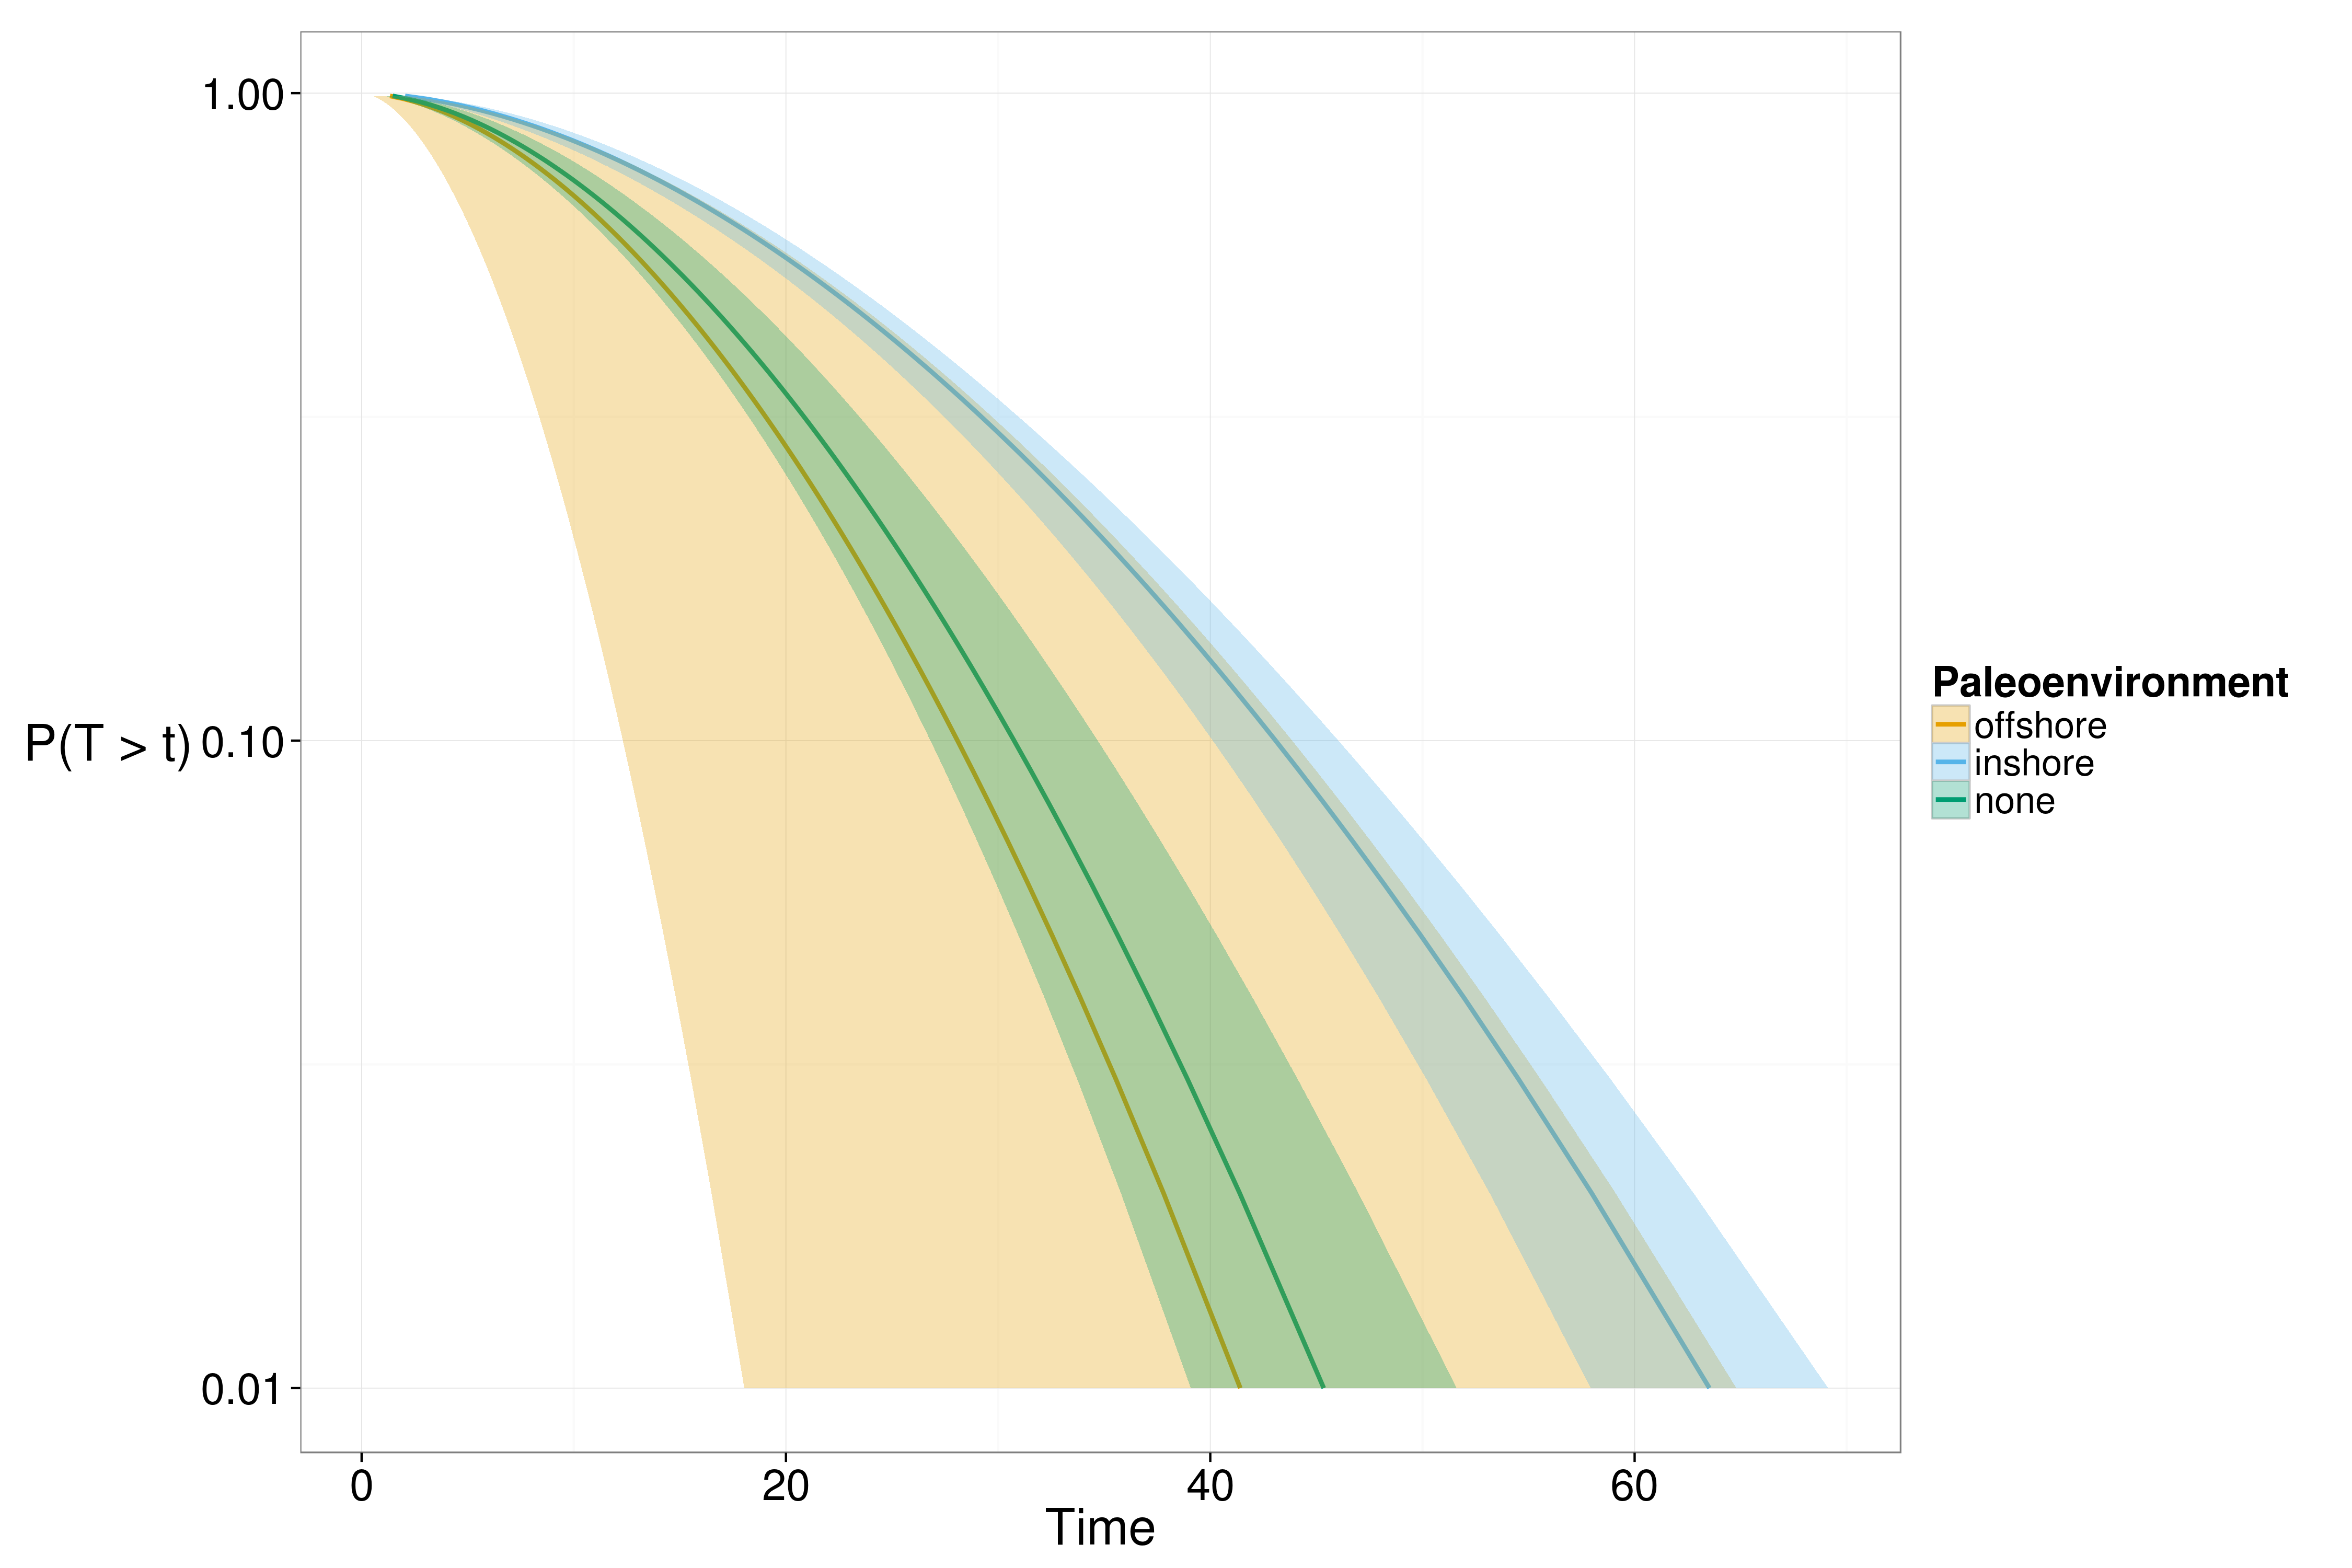 1.00
P(T > t)
0.10
0.01
0
20
40
60
Time
Paleoenvironment
offshore
inshore
none